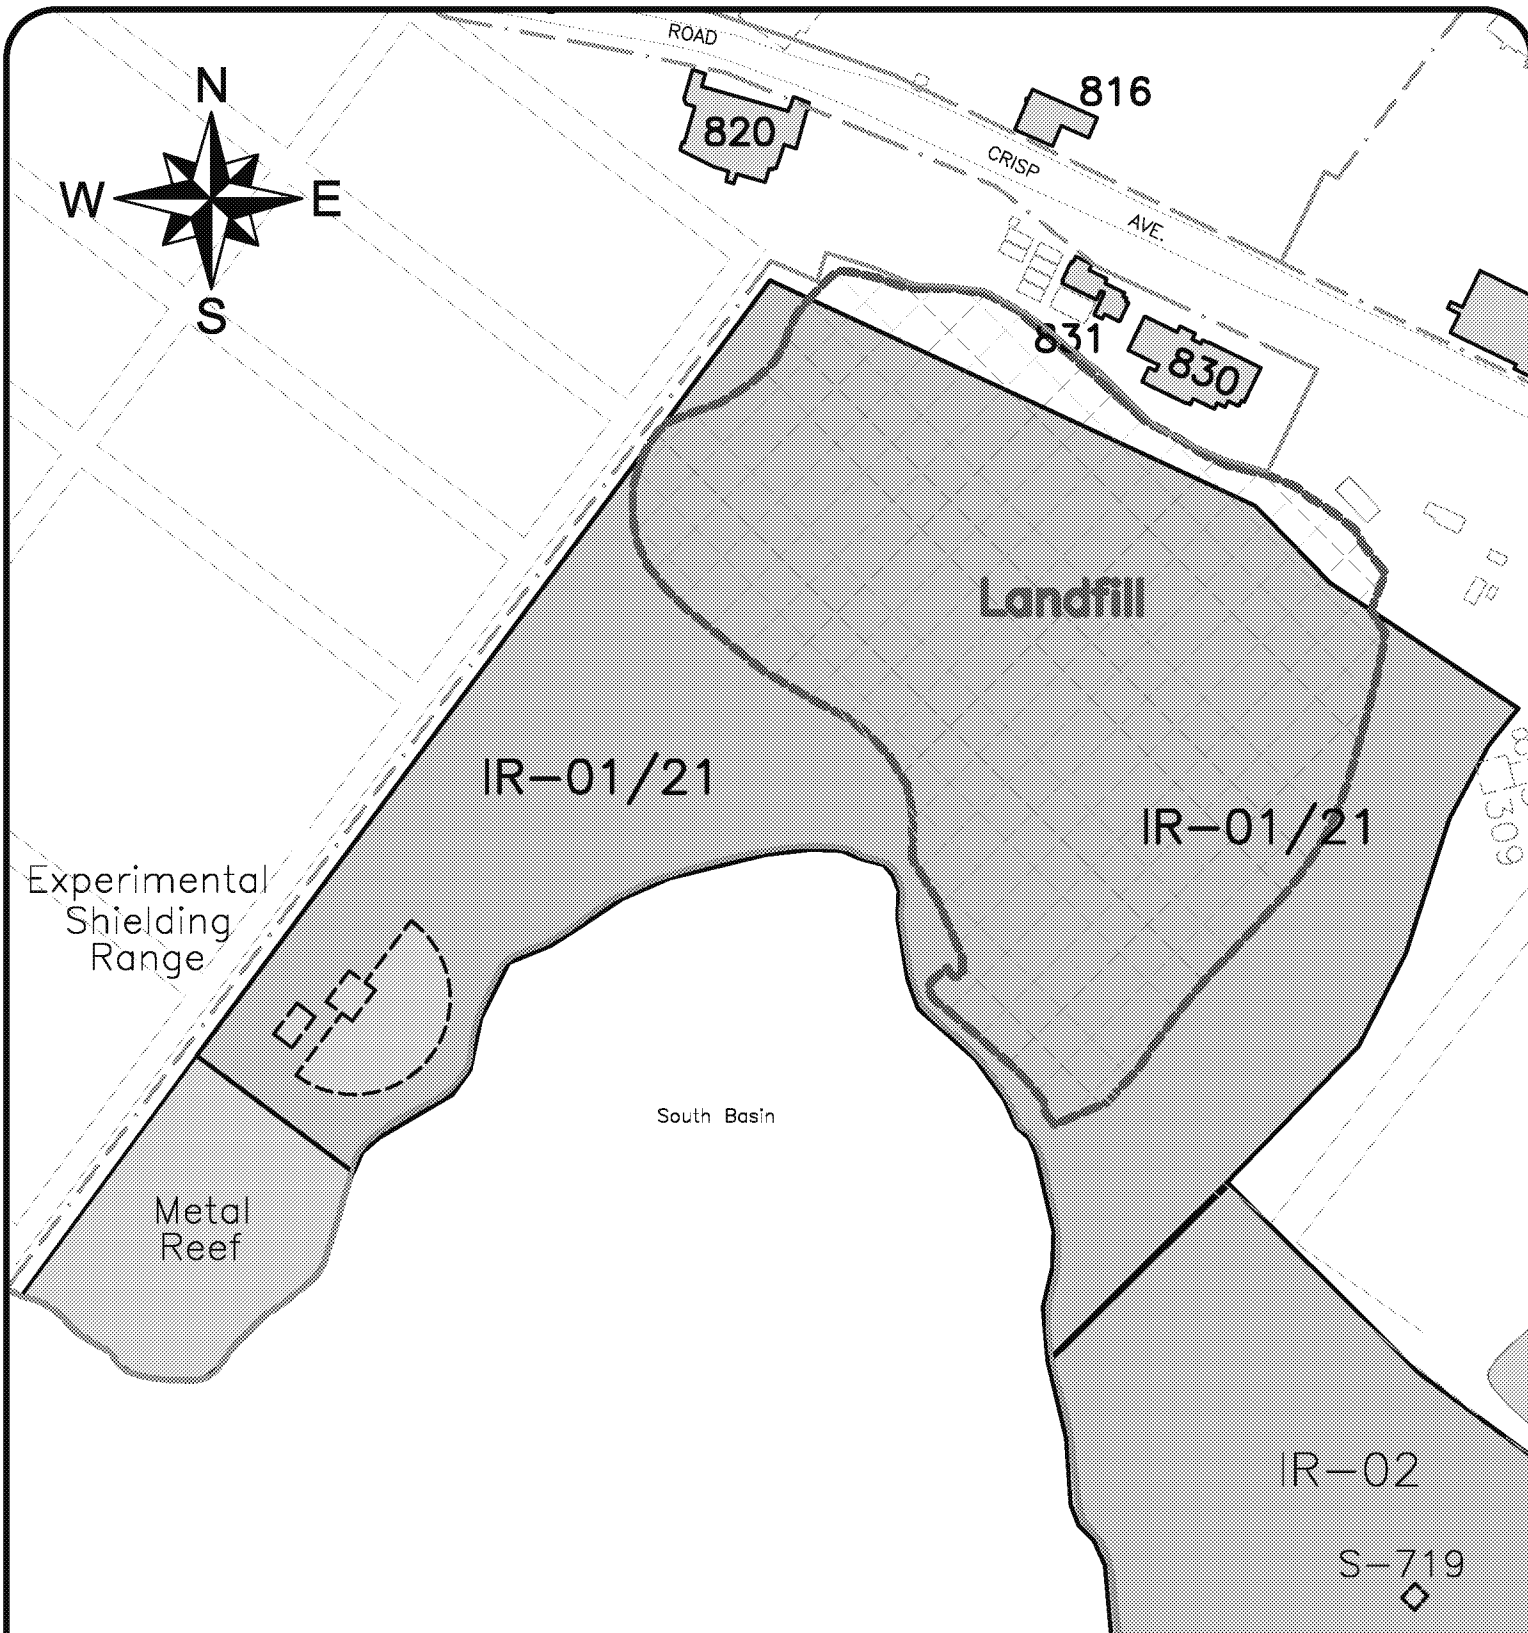 ROAD
N
816
820
CRISP
W
E
AVE.
S
831
830
Landfill
IR-01/21
IR-01/21
309
Experimental
Shielding
Range
South Basin
Metal
Reef
IR-02
S-719